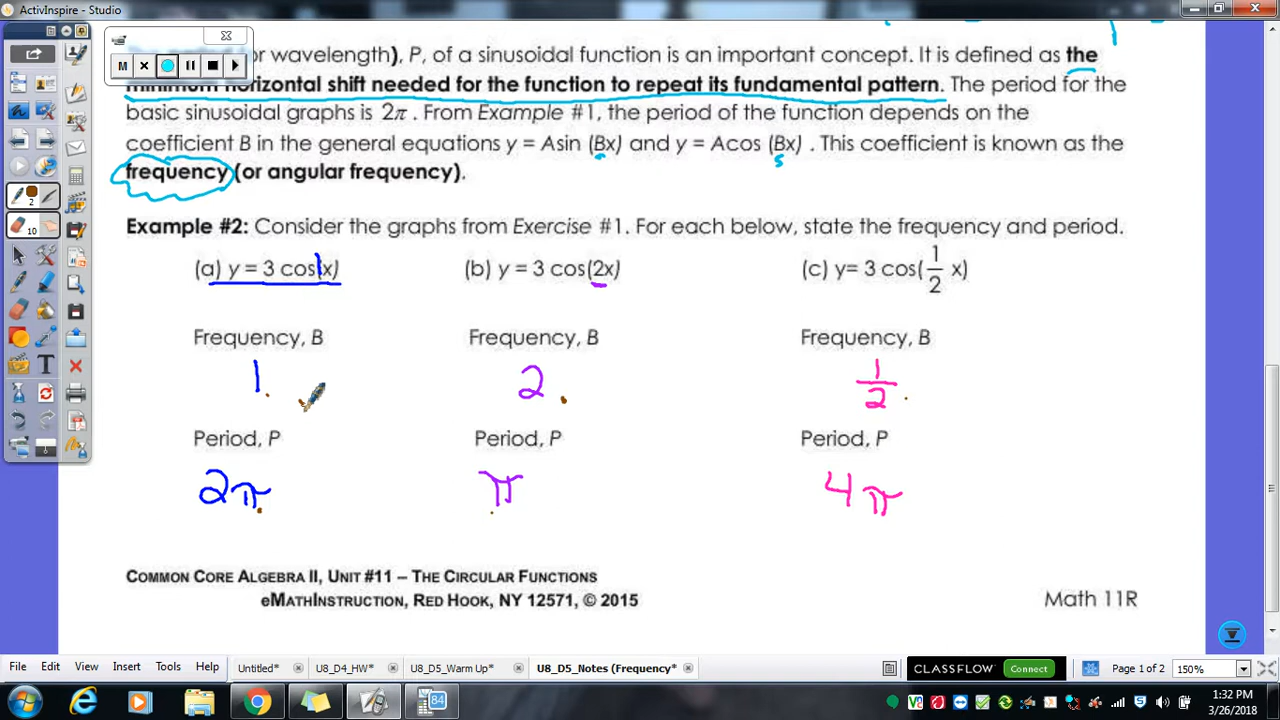 ActivInspire - Studio
or wavelength), P, of a sinusoidal function is an important concept. It is defined as the
minimum horizontal shift needed for the function to repeat its fundamental pattern. The period for the
basic sinusoidal graphs is 2π . From Example #1, the period of the function depends on the
coefficient B in the general equations y = Asin (Bx) and y = Acos (Bx) . This coefficient is known as the
frequency (or angular frequency).
Example #2: Consider the graphs from Exercise #1. For each below, state the frequency and period.
(a) y = 3 cos(1x) (b) y = 3 cos(2x) (c) y= 3 cos( 1/2 x)
Frequency, B Frequency, B Frequency, B
1 2 1/2
Period, P Period, P Period, P
2π π 4π
COMMON CORE ALGEBRA II, UNIT #11 – THE CIRCULAR FUNCTIONS
eMATHINSTRUCTION, RED HOOK, NY 12571, © 2015
Math 11R
M
2
10
T
File Edit View Insert Tools Help Untitled* U8_D4_HW* U8_D5_Warm Up* U8_D5_Notes (Frequency* CLASSFLOW Connect Page 1 of 2 150%
84
1:32 PM
3/26/2018